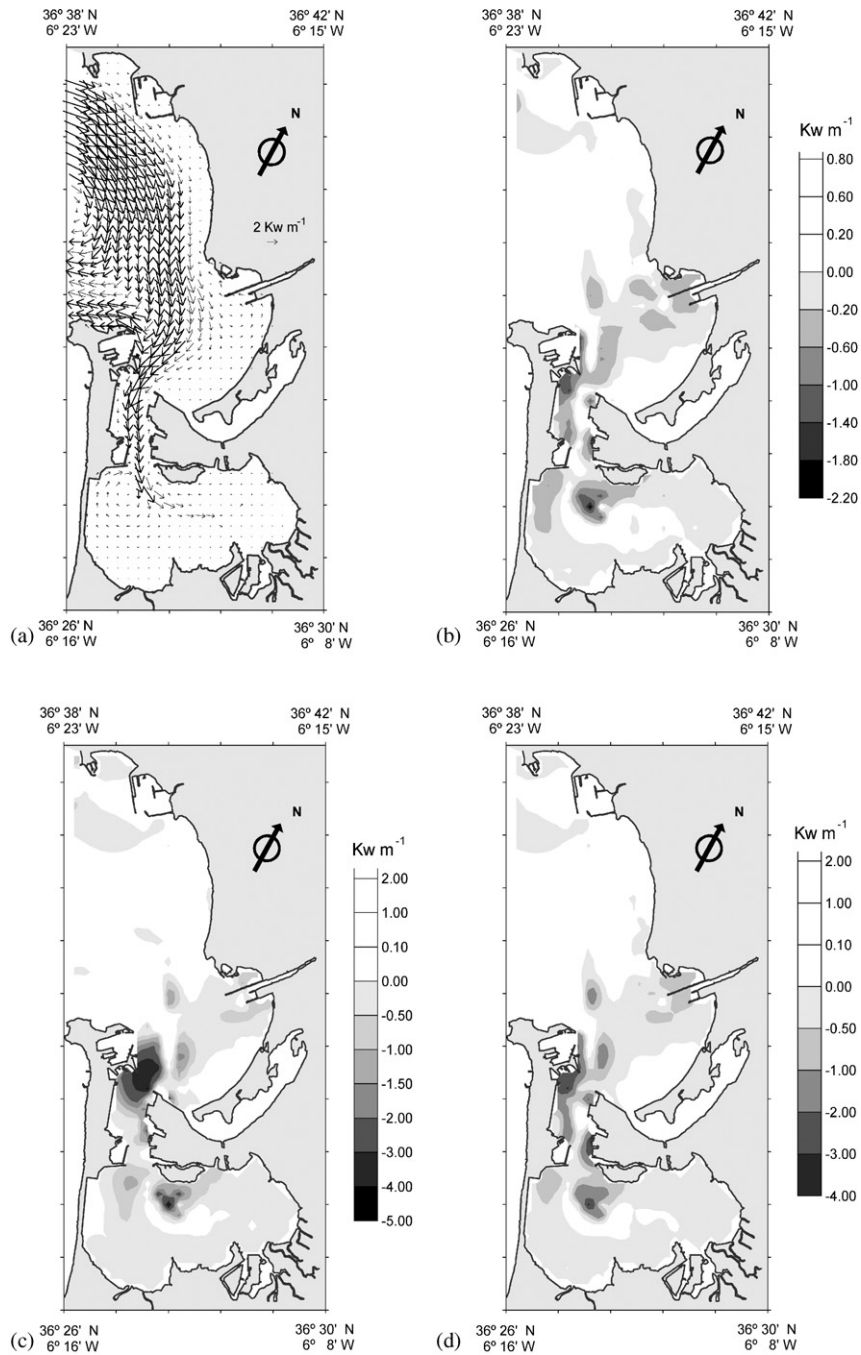 36º 38' N
6º 23' W
36º 42' N
6º 15' W
N
2 Kw m-1
(a)
36º 26' N
6º 16' W
36º 30' N
6º 8' W
36º 38' N
6º 23' W
36º 42' N
6º 15' W
N
Kw m-1
0.80
0.60
0.20
0.00
-0.20
-0.60
-1.00
-1.40
-1.80
-2.20
(b)
36º 26' N
6º 16' W
36º 30' N
6º 8' W
36º 38' N
6º 23' W
36º 42' N
6º 15' W
N
Kw m-1
2.00
1.00
0.10
0.00
-0.50
-1.00
-1.50
-2.00
-3.00
-4.00
-5.00
(c)
36º 26' N
6º 16' W
36º 30' N
6º 8' W
36º 38' N
6º 23' W
36º 42' N
6º 15' W
N
Kw m-1
2.00
1.00
0.10
0.00
-0.50
-1.00
-2.00
-3.00
-4.00
(d)
36º 26' N
6º 16' W
36º 30' N
6º 8' W